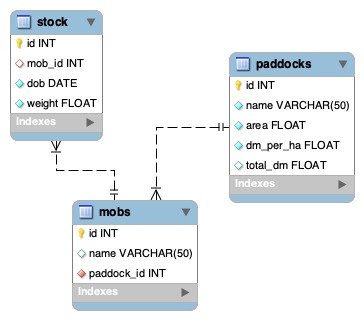 stock
id INT
mob_id INT
dob DATE
weight FLOAT
Indexes
paddocks
id INT
name VARCHAR(50)
area FLOAT
dm_per_ha FLOAT
total_dm FLOAT
Indexes
mobs
id INT
name VARCHAR(50)
paddock_id INT
Indexes